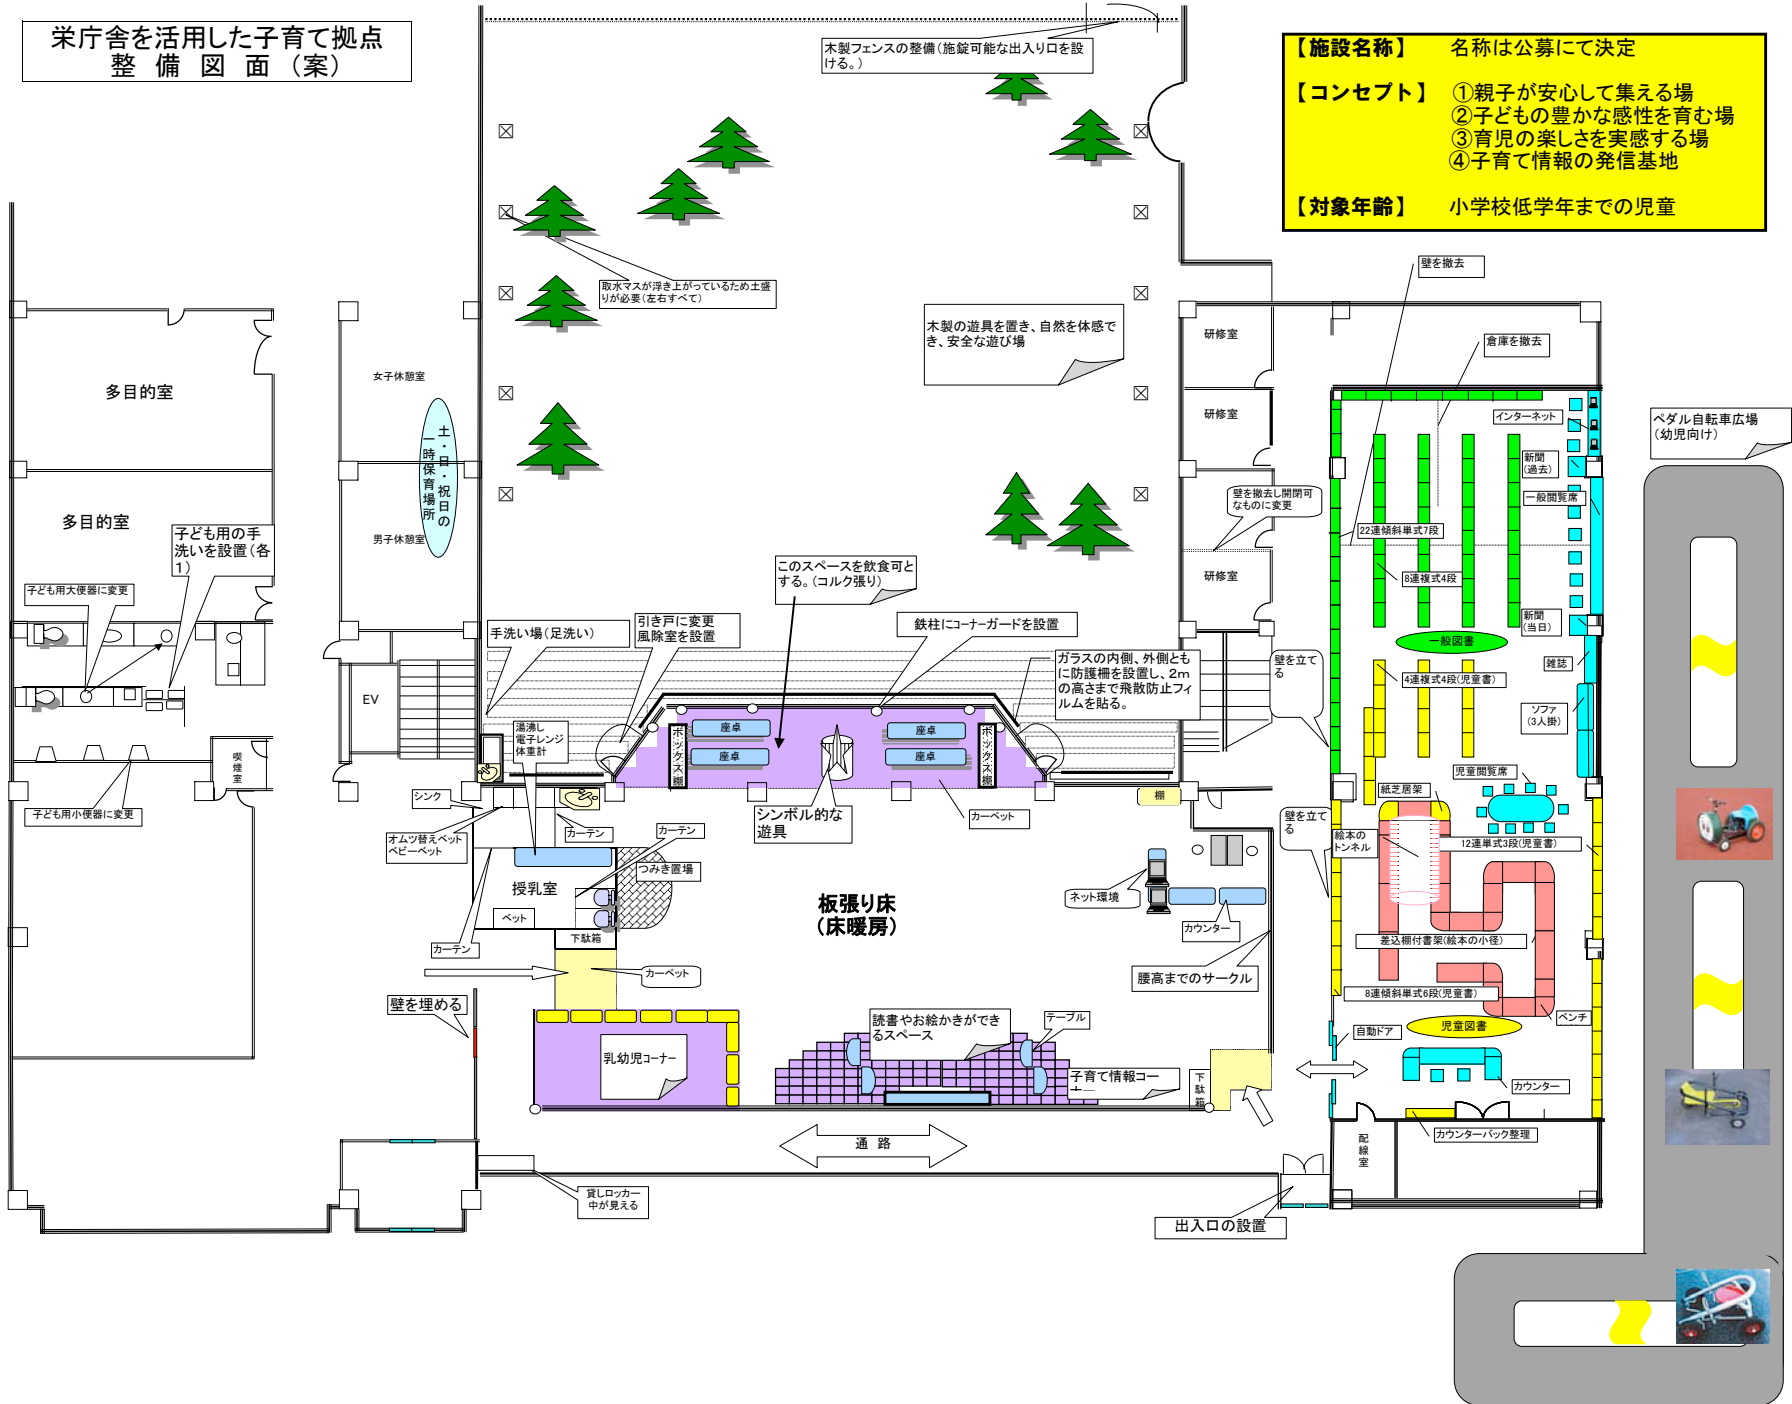 栄庁舎を活用した子育て拠点
整 備 図 面 (案)
【施設名称】 名称は公募にて決定
【コンセプト】 ①親子が安心して集える場
②子どもの豊かな感性を育む場
③育児の楽しさを実感する場
④子育て情報の発信基地
【対象年齢】 小学校低学年までの児童
木製フェンスの整備(施錠可能な出入り口を設
ける。)
取水マスが浮き上がっているため土盛
りが必要(左右すべて)
木製の遊具を置き、自然を体感で
き、安全な遊び場
壁を撤去
倉庫を撤去
研修室
研修室
研修室
壁を撤去し開閉可
なものに変更
多目的室
多目的室
女子休憩室
男子休憩室
土・日・祝日の
一時保育場所
子ども用の手
洗いを設置(各
1)
子ども用大便器に変更
子ども用小便器に変更
喫煙室
EV
手洗い場(足洗い)
引き戸に変更
風除室を設置
このスペースを飲食可と
する。(コルク張り)
鉄柱にコーナーガードを設置
ガラスの内側、外側とも
に防護柵を設置し、2m
の高さまで飛散防止フィ
ルムを貼る。
壁を立て
る
壁を立て
る
湯沸し
電子レンジ
体重計
ボックス棚
座卓
座卓
座卓
座卓
ボックス棚
シンボル的な
遊具
カーペット
棚
シンク
オムツ替えベット
ベビーベット
カーテン
カーテン
つみき置場
授乳室
ベット
下駄箱
カーテン
カーペット
板張り床
(床暖房)
ネット環境
カウンター
腰高までのサークル
壁を埋める
乳幼児コーナー
読書やお絵かきができ
るスペース
テーブル
子育て情報コー
下駄箱
通 路
貸しロッカー
中が見える
出入口の設置
インターネット
新聞
(過去)
一般閲覧席
22連傾斜単式7段
8連複式4段
新聞
(当日)
一般図書
雑誌
4連複式4段(児童書)
ソファ
(3人掛)
児童閲覧席
紙芝居架
絵本の
トンネル
12連単式3段(児童書)
差込棚付書架(絵本の小径)
8連傾斜単式6段(児童書)
児童図書
ベンチ
自動ドア
カウンター
カウンターバック整理
配線室
ペダル自転車広場
(幼児向け)